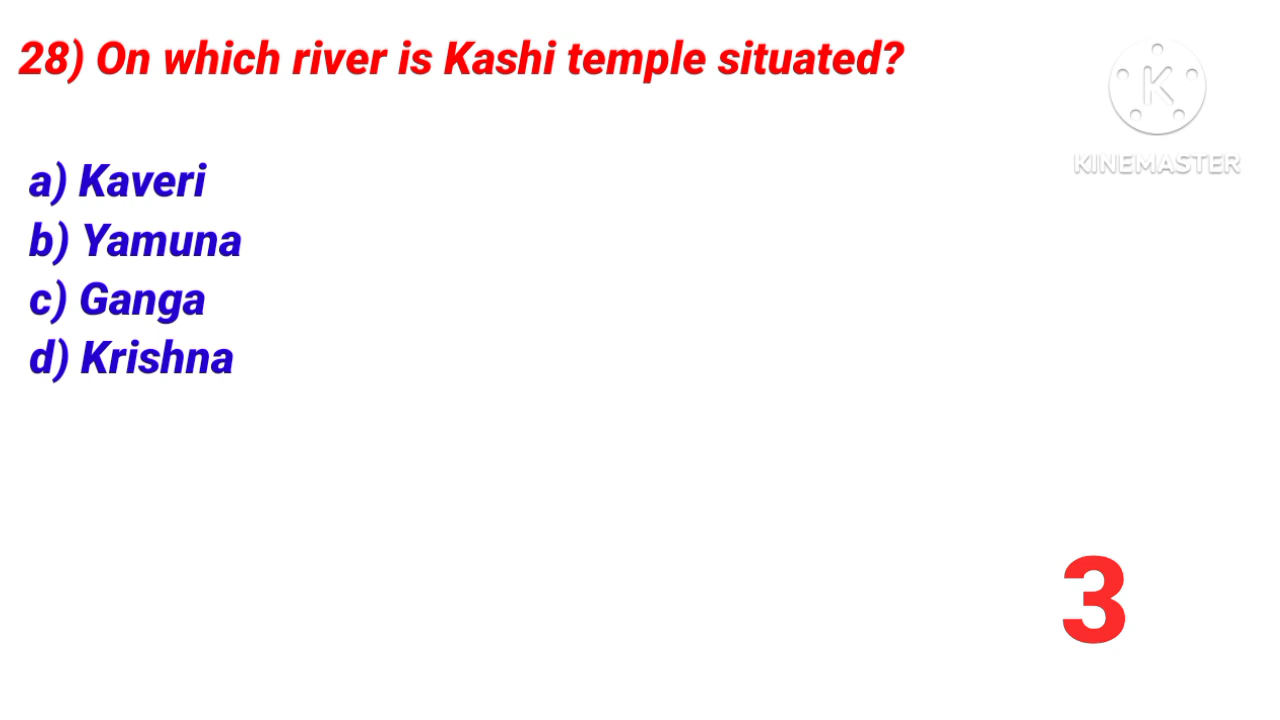 28) On which river is Kashi temple situated?
K
KINEMASTER
a) Kaveri
b) Yamuna
c) Ganga
d) Krishna
3